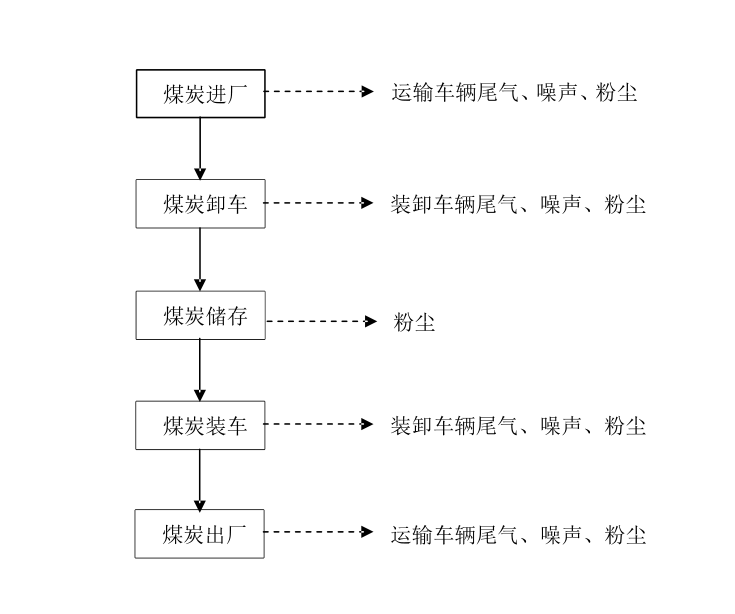 煤炭进厂 运输车辆尾气、噪声、粉尘
煤炭卸车 装卸车辆尾气、噪声、粉尘
煤炭储存 粉尘
煤炭装车 装卸车辆尾气、噪声、粉尘
煤炭出厂 运输车辆尾气、噪声、粉尘